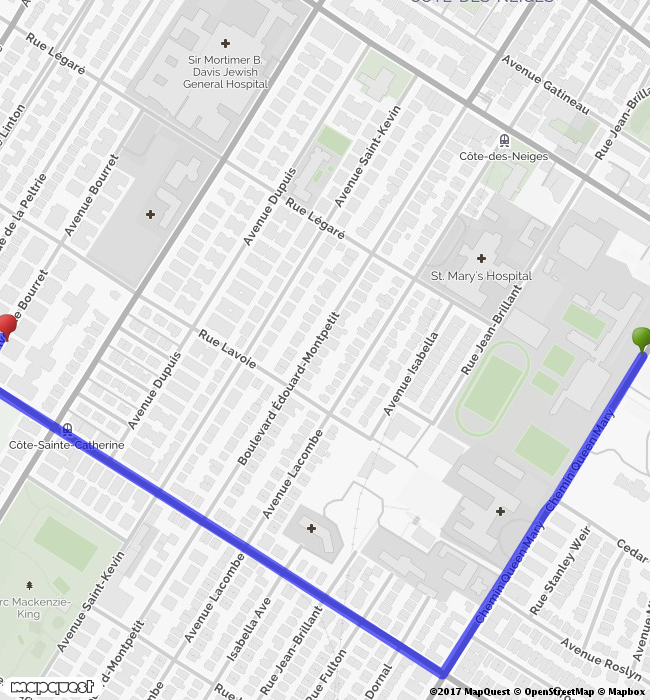 CÔTE-DES-NEIGES
Rue Légaré
Sir Mortimer B.
Davis Jewish
General Hospital
Avenue Gatineau
Rue Jean-Brilla
Linton
Côte-des-Neiges
Avenue Saint-Kevin
Avenue Bourret
Avenue Dupuis
Rue Légaré
e de la Peltrie
St. Mary's Hospital
e Bourret
Rue Jean-Brillant
Boulevard Édouard-Montpetit
Rue Lavoie
Avenue Isabella
Avenue Dupuis
Côte-Sainte-Catherine
Avenue Lacombe
Chemin Queen Mary
Chemin Queen Mary
Cedar
Rue Stanley Weir
Avenue Saint-Kevin
rc Mackenzie-
King
Avenue Lacombe
Isabella Ave
Rue Jean-Brillant
Rue Fulton
Dornal
d-Montpetit
mbe
Avenue Roslyn
Avenue M
mapquest
©2017 MapQuest © OpenStreetMap © Mapbox